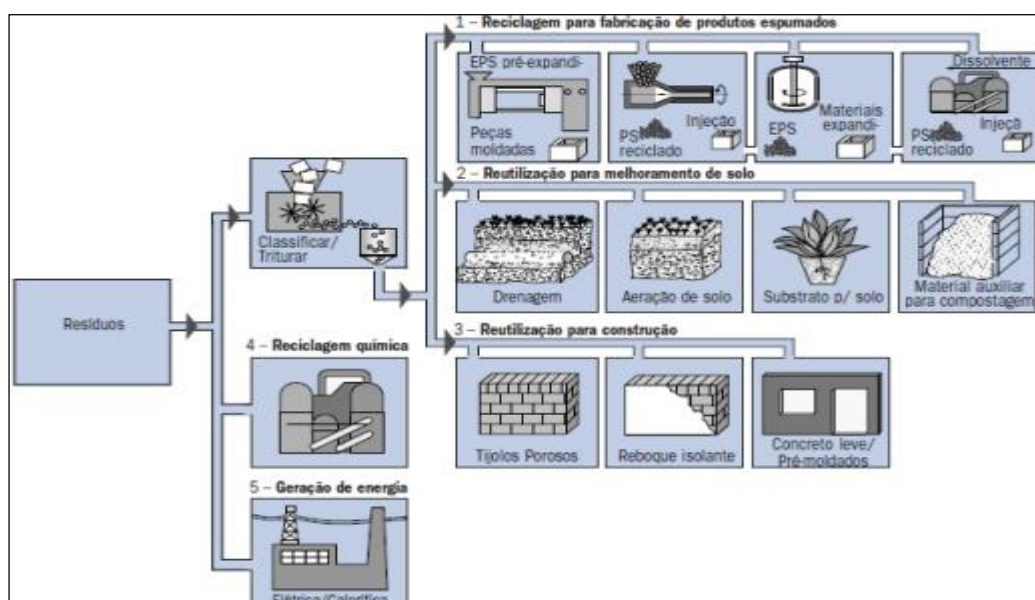 1 – Reciclagem para fabricação de produtos espumados
EPS pré-expandi-
Peças
moldadas
Injeção
PS
reciclado
Materiais
expandi-
EPS
Dissolvente
Injeçã
PS
reciclado
Classificar/
Triturar
2 – Reutilização para melhoramento de solo
Drenagem
Aeração de solo
Substrato p/ solo
Material auxiliar
para compostagem
Resíduos
3 – Reutilização para construção
Tijolos Porosos
Reboque isolante
Concreto leve/
Pré-moldados
4 – Reciclagem química
5 – Geração de energia
Elétrica/Calorífica